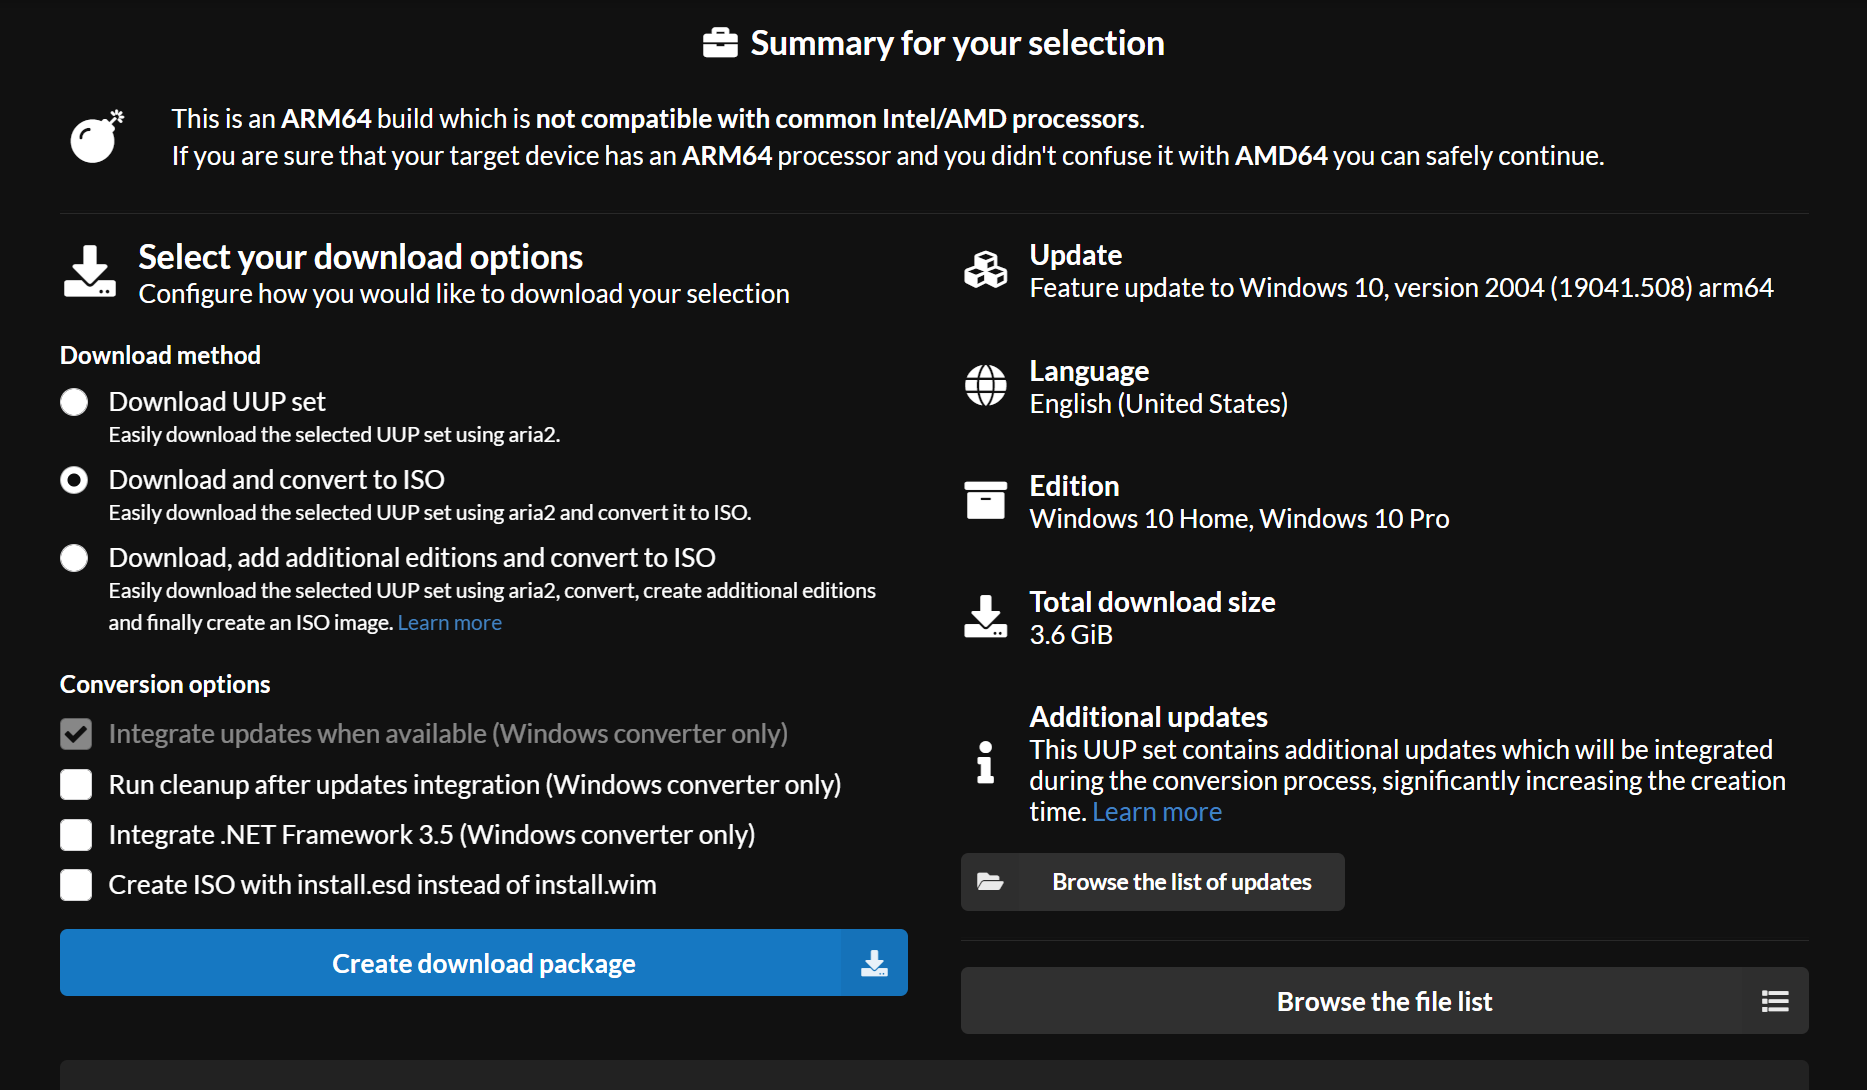 Summary for your selection
This is an ARM64 build which is not compatible with common Intel/AMD processors.
If you are sure that your target device has an ARM64 processor and you didn't confuse it with AMD64 you can safely continue.
Select your download options
Configure how you would like to download your selection
Download method
Download UUP set
Easily download the selected UUP set using aria2.
Download and convert to ISO
Easily download the selected UUP set using aria2 and convert it to ISO.
Download, add additional editions and convert to ISO
Easily download the selected UUP set using aria2, convert, create additional editions
and finally create an ISO image. Learn more
Conversion options
Integrate updates when available (Windows converter only)
Run cleanup after updates integration (Windows converter only)
Integrate .NET Framework 3.5 (Windows converter only)
Create ISO with install.esd instead of install.wim
Create download package
Update
Feature update to Windows 10, version 2004 (19041.508) arm64
Language
English (United States)
Edition
Windows 10 Home, Windows 10 Pro
Total download size
3.6 GiB
Additional updates
This UUP set contains additional updates which will be integrated
during the conversion process, significantly increasing the creation
time. Learn more
Browse the list of updates
Browse the file list